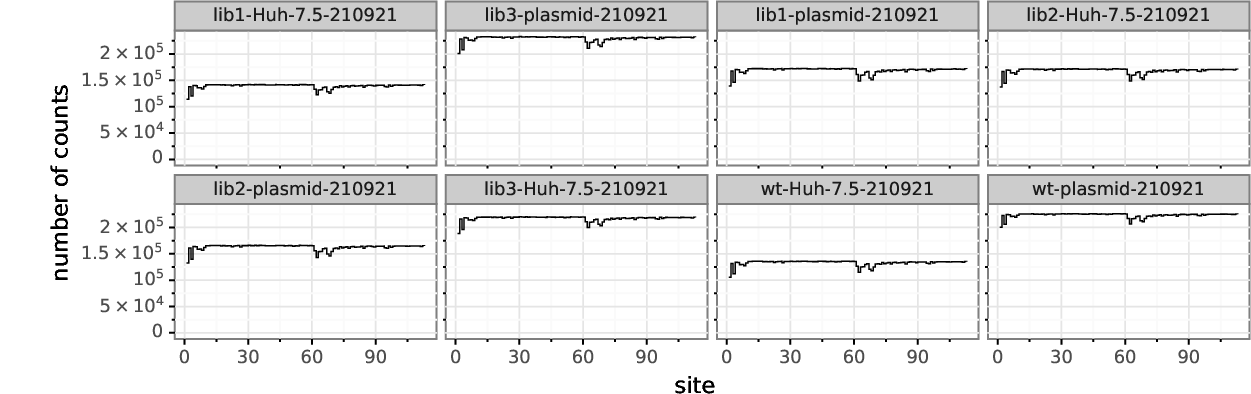 lib1-Huh-7.5-210921 lib3-plasmid-210921 lib1-plasmid-210921 lib2-Huh-7.5-210921
2 × 10⁵
1.5 × 10⁵
10⁵
5 × 10⁴
0
number of counts
lib2-plasmid-210921 lib3-Huh-7.5-210921 wt-Huh-7.5-210921 wt-plasmid-210921
2 × 10⁵
1.5 × 10⁵
10⁵
5 × 10⁴
0
0 30 60 90 0 30 60 90 0 30 60 90 0 30 60 90
site